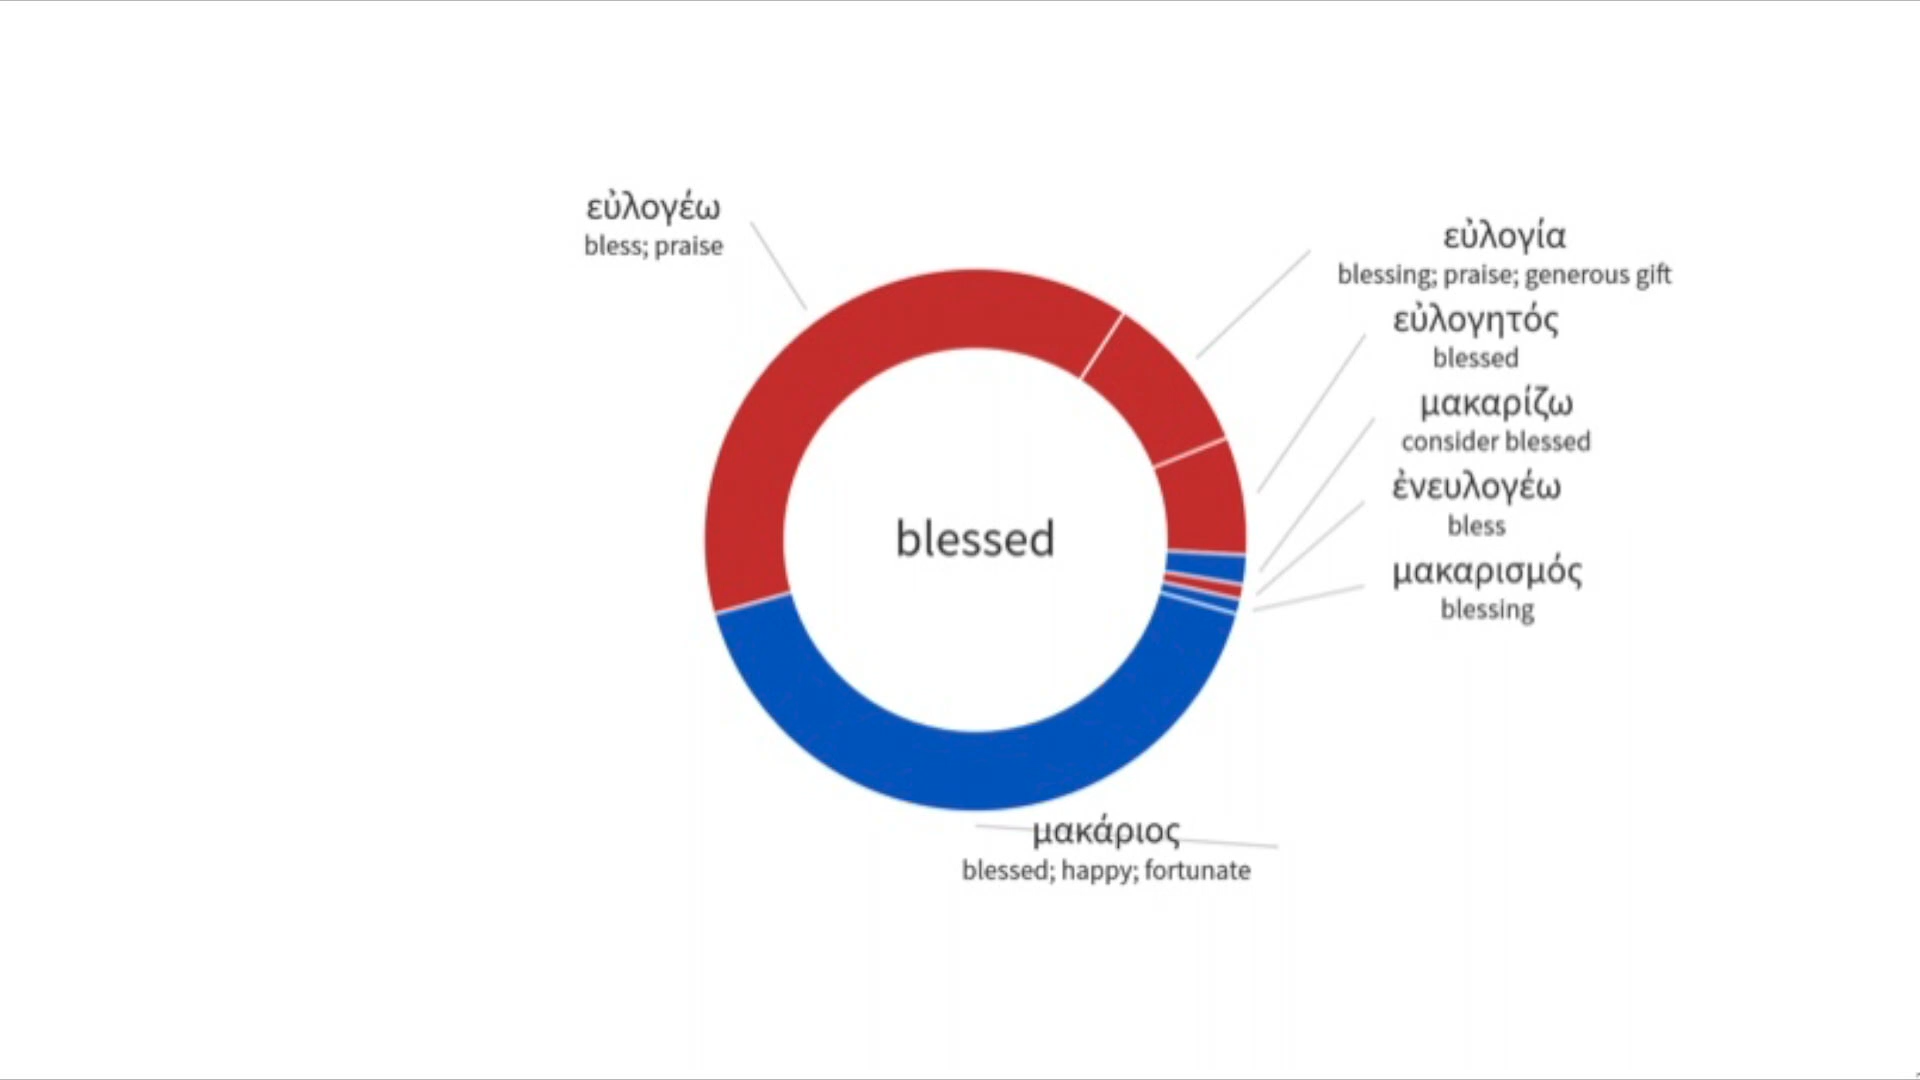 εὐλογέω
bless; praise
εὐλογία
blessing; praise; generous gift
εὐλογητός
blessed
μακαρίζω
consider blessed
ἐνευλογέω
bless
μακαρισμός
blessing
blessed
μακάριος
blessed; happy; fortunate